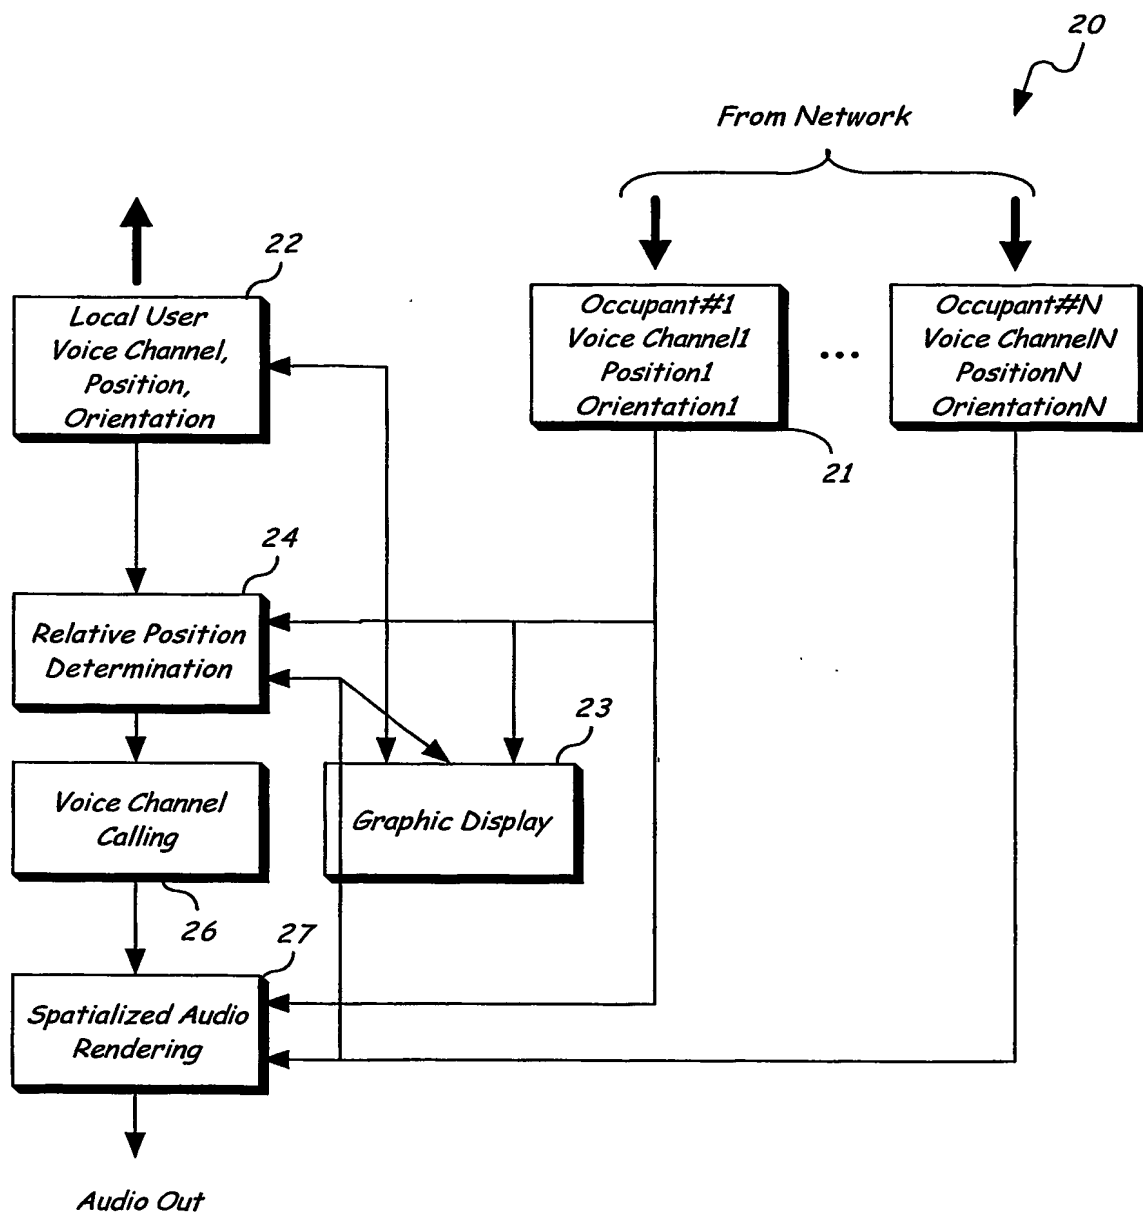 20
From Network
22
Local User
Voice Channel,
Position,
Orientation
Occupant#1
Voice Channel1
Position1
Orientation1
...
Occupant#N
Voice ChannelN
PositionN
OrientationN
21
24
Relative Position
Determination
23
Voice Channel
Calling
Graphic Display
26
27
Spatialized Audio
Rendering
Audio Out